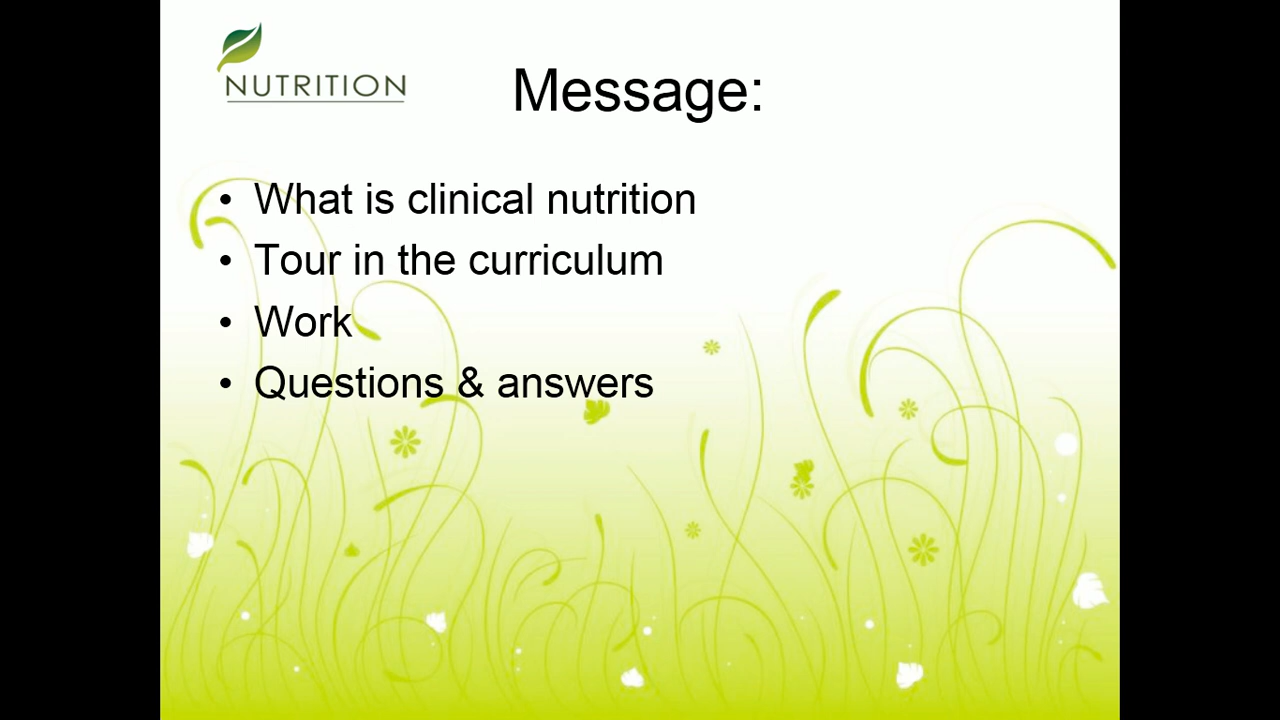 NUTRITION
Message:
• What is clinical nutrition
• Tour in the curriculum
• Work
• Questions & answers